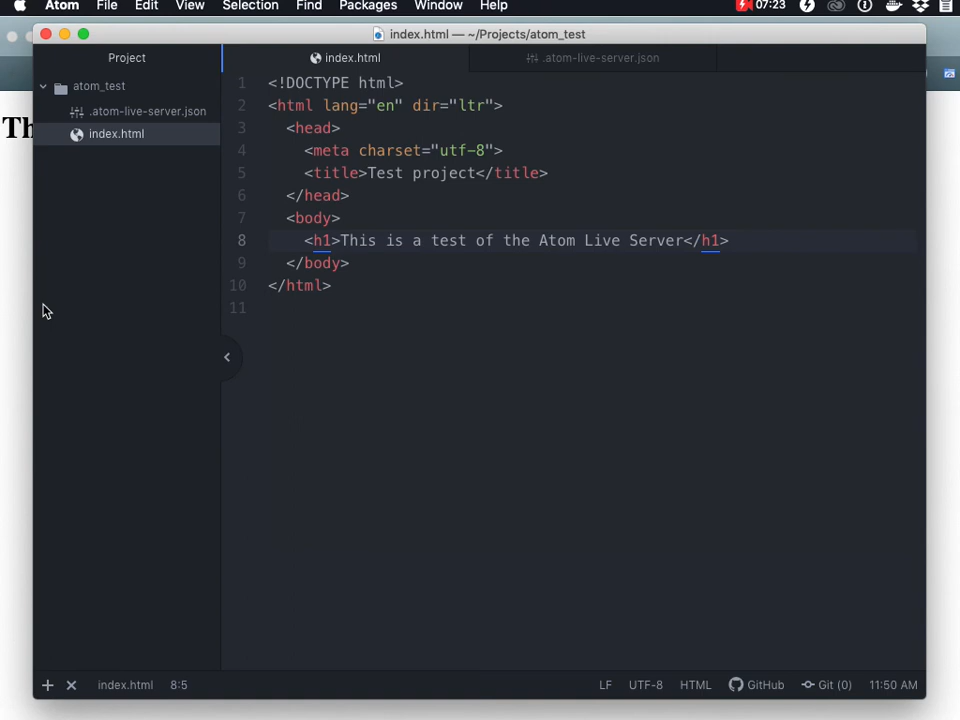 Atom File Edit View Selection Find Packages Window Help 07:23
index.html — ~/Projects/atom_test
Project
index.html
.atom-live-server.json
atom_test
.atom-live-server.json
index.html
Th
1 <!DOCTYPE html>
2 <html lang="en" dir="ltr">
3 <head>
4 <meta charset="utf-8">
5 <title>Test project</title>
6 </head>
7 <body>
8 <h1>This is a test of the Atom Live Server</h1>
9 </body>
10 </html>
11
index.html 8:5 LF UTF-8 HTML GitHub Git (0) 11:50 AM